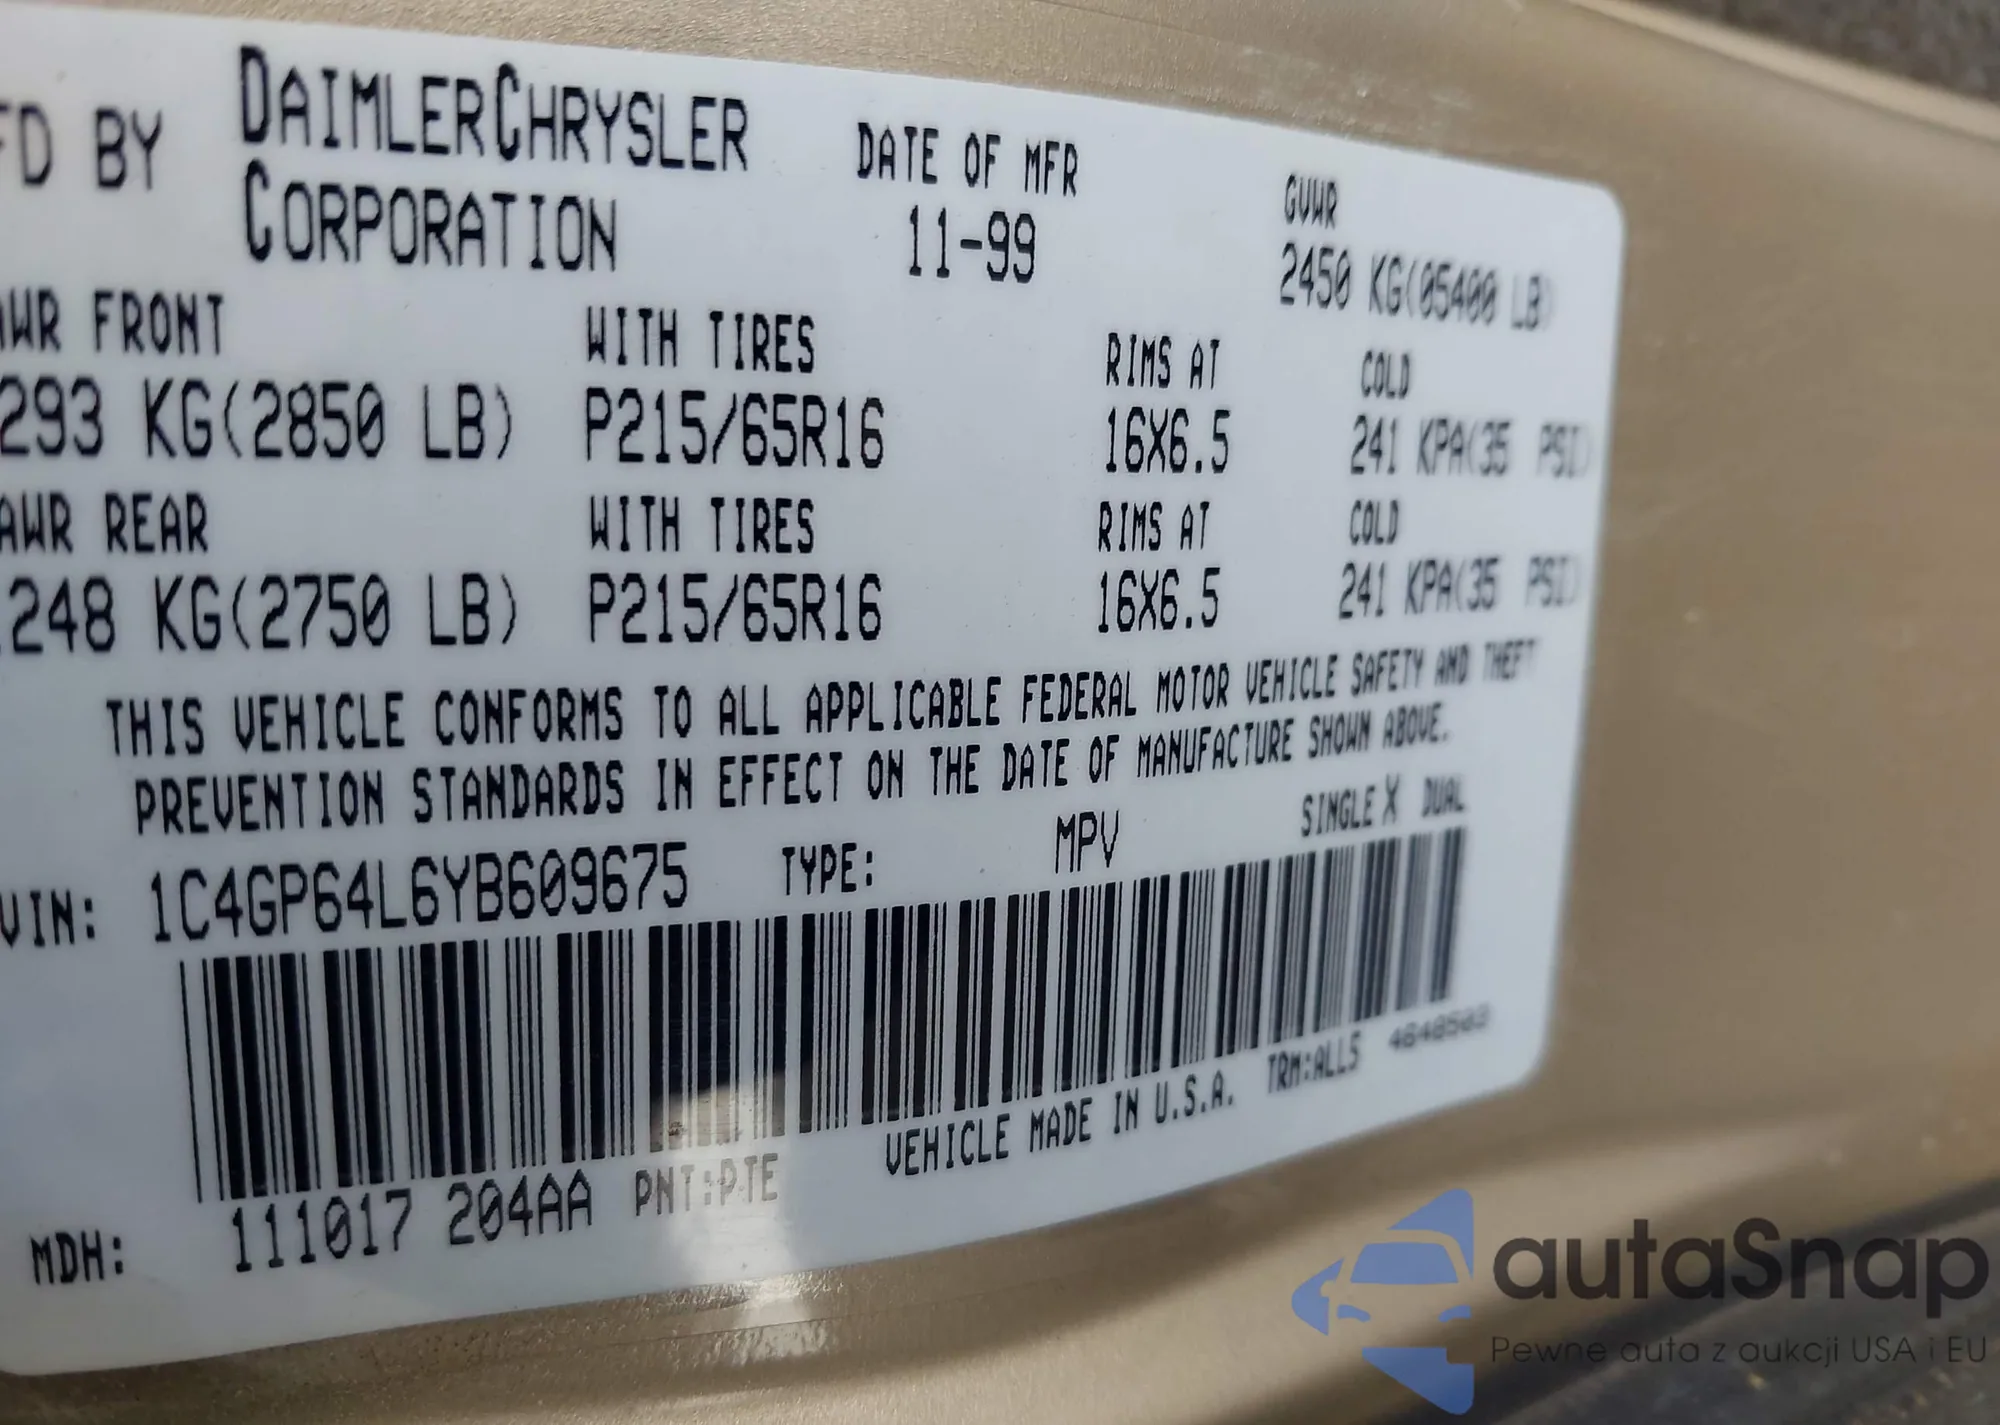 FD BY DAIMLERCHRYSLER CORPORATION
DATE OF MFR
11-99
GVWR
2450 KG(05400 LB)
AWR FRONT
293 KG(2850 LB)
WITH TIRES
P215/65R16
RIMS AT
16X6.5
COLD
241 KPA(35 PSI)
AWR REAR
248 KG(2750 LB)
WITH TIRES
P215/65R16
RIMS AT
16X6.5
COLD
241 KPA(35 PSI)
THIS VEHICLE CONFORMS TO ALL APPLICABLE FEDERAL MOTOR VEHICLE SAFETY AND THEFT
PREVENTION STANDARDS IN EFFECT ON THE DATE OF MANUFACTURE SHOWN ABOVE.
VIN: 1C4GP64L6YB609675 TYPE: MPV SINGLE X DUAL
MDH: 111017 204AA PNT:PTE VEHICLE MADE IN U.S.A. TRM:ALL5 4648503
autaSnap
Pewne auta z aukcji USA i EU